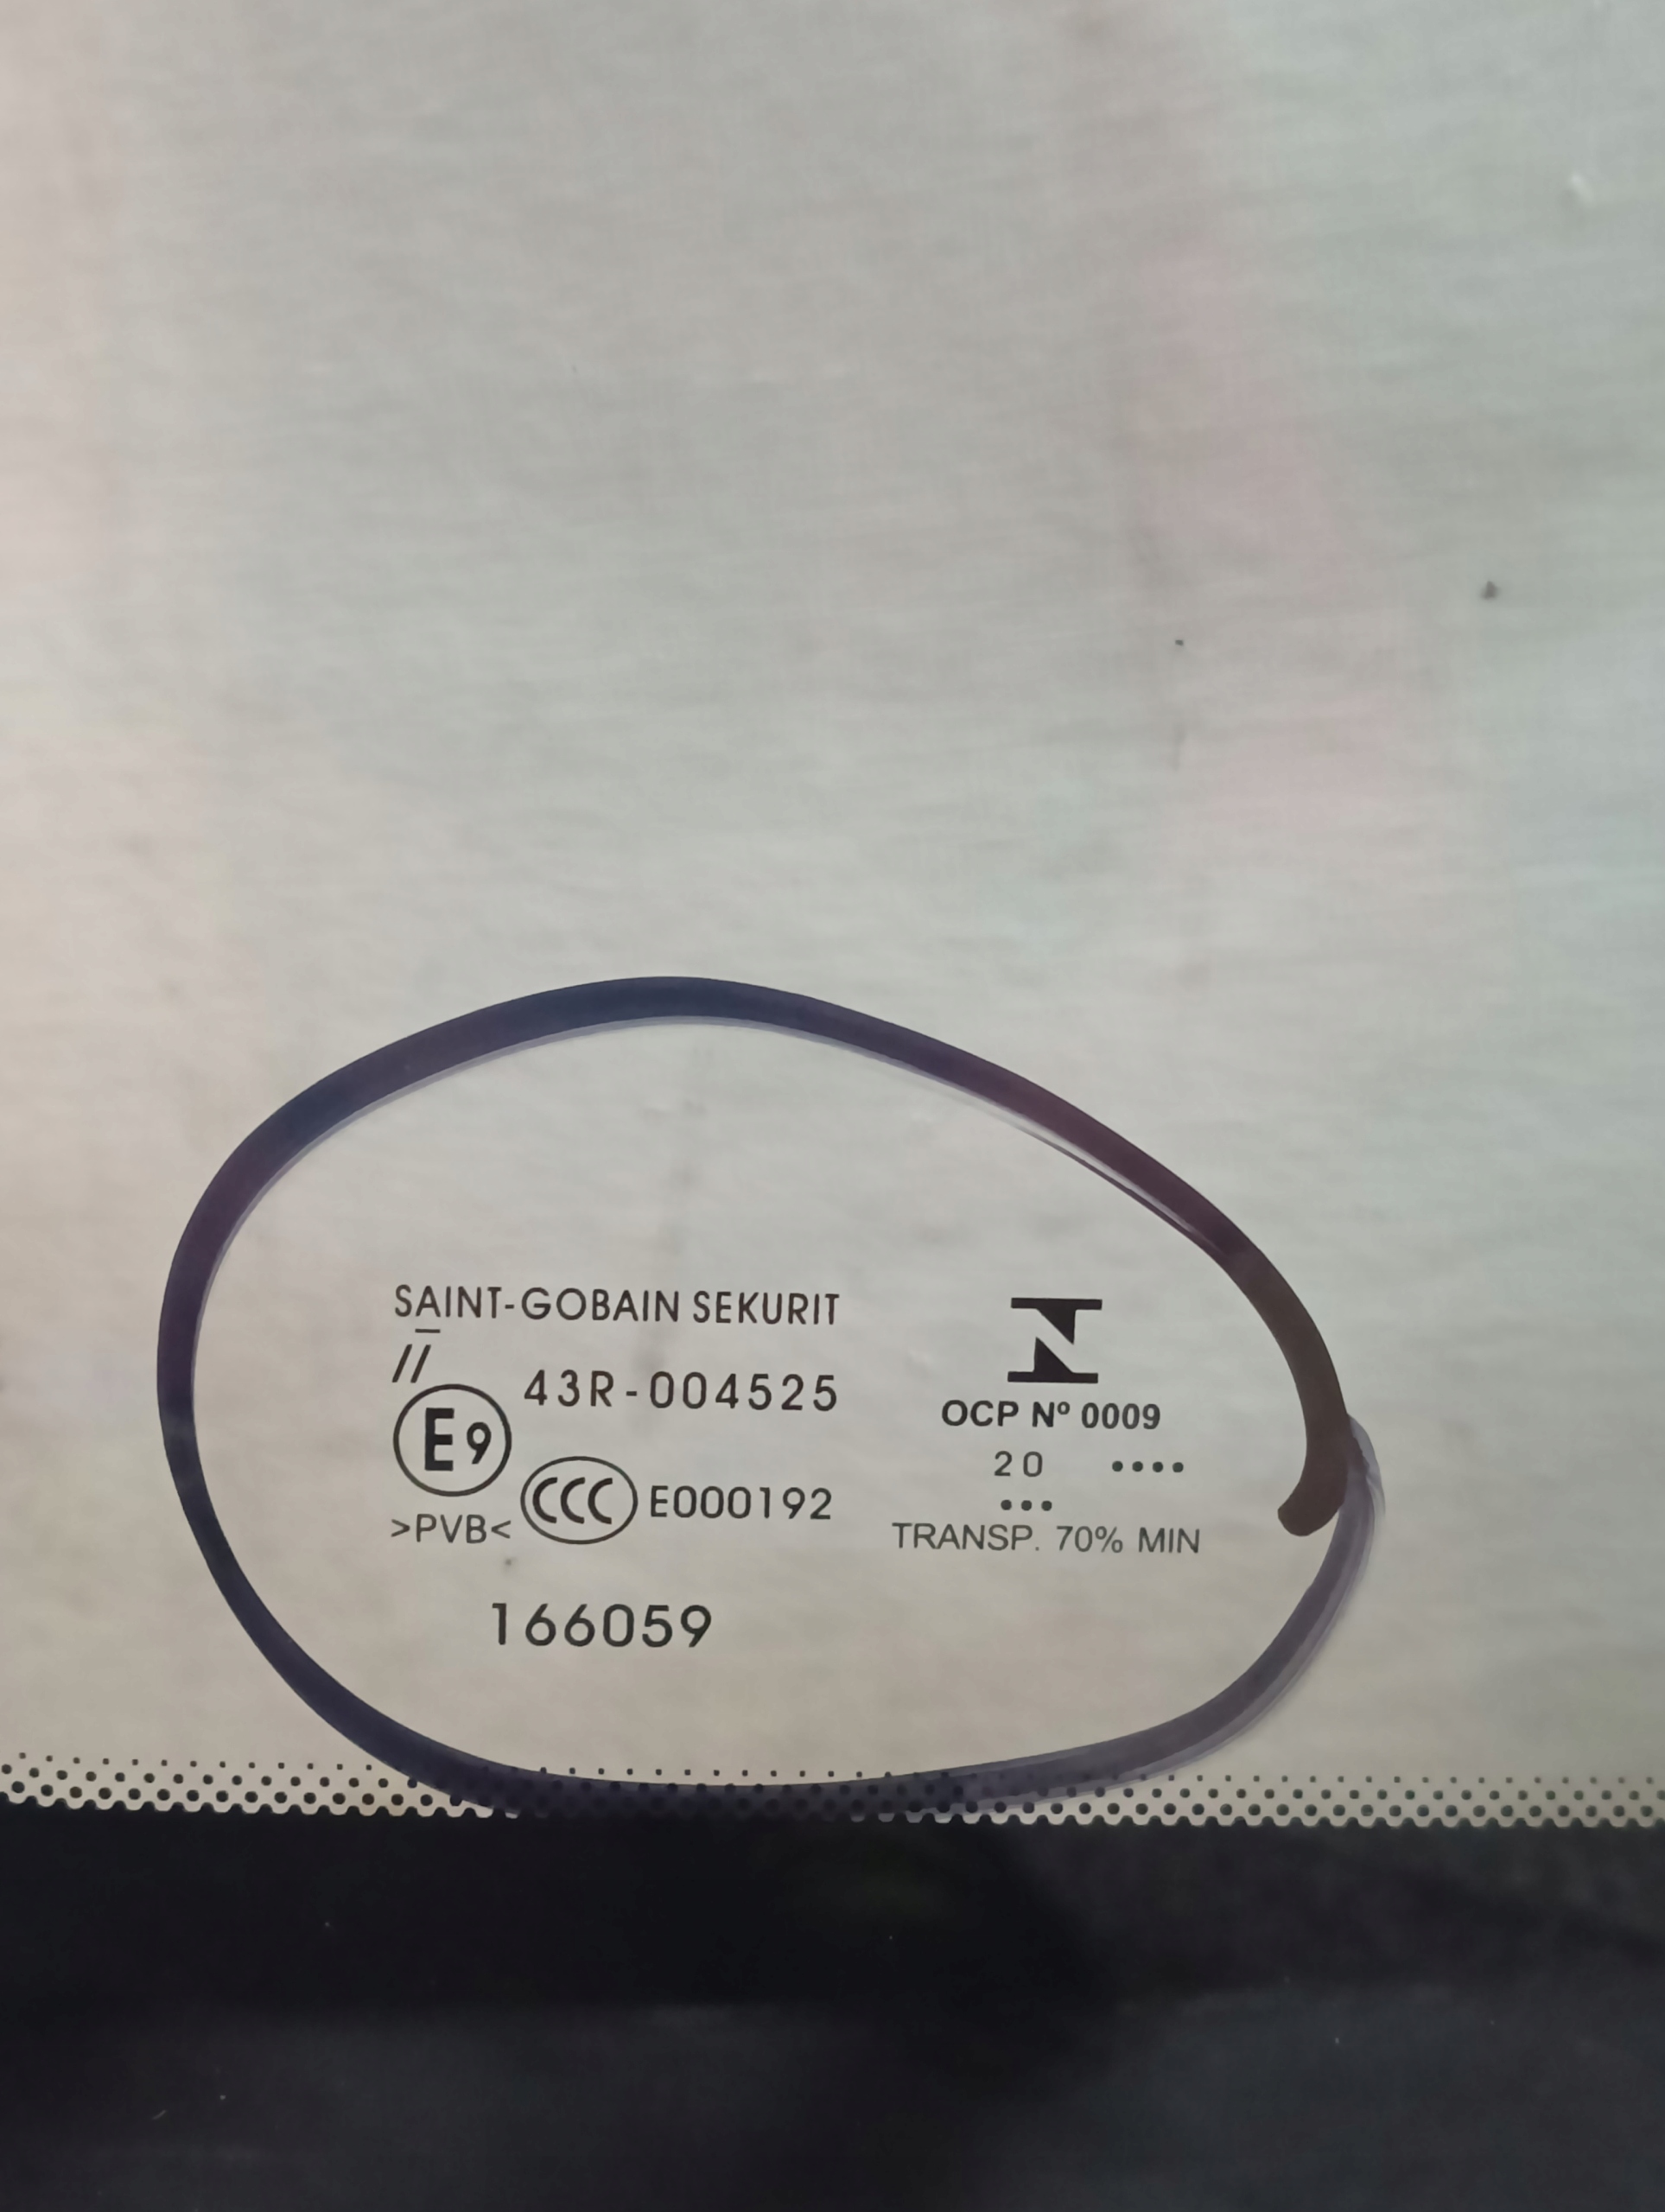 SAINT-GOBAIN SEKURIT
//
43R-004525
E9
CCC E000192
>PVB<
166059
OCP Nº 0009
20 ....
...
TRANSP. 70% MIN